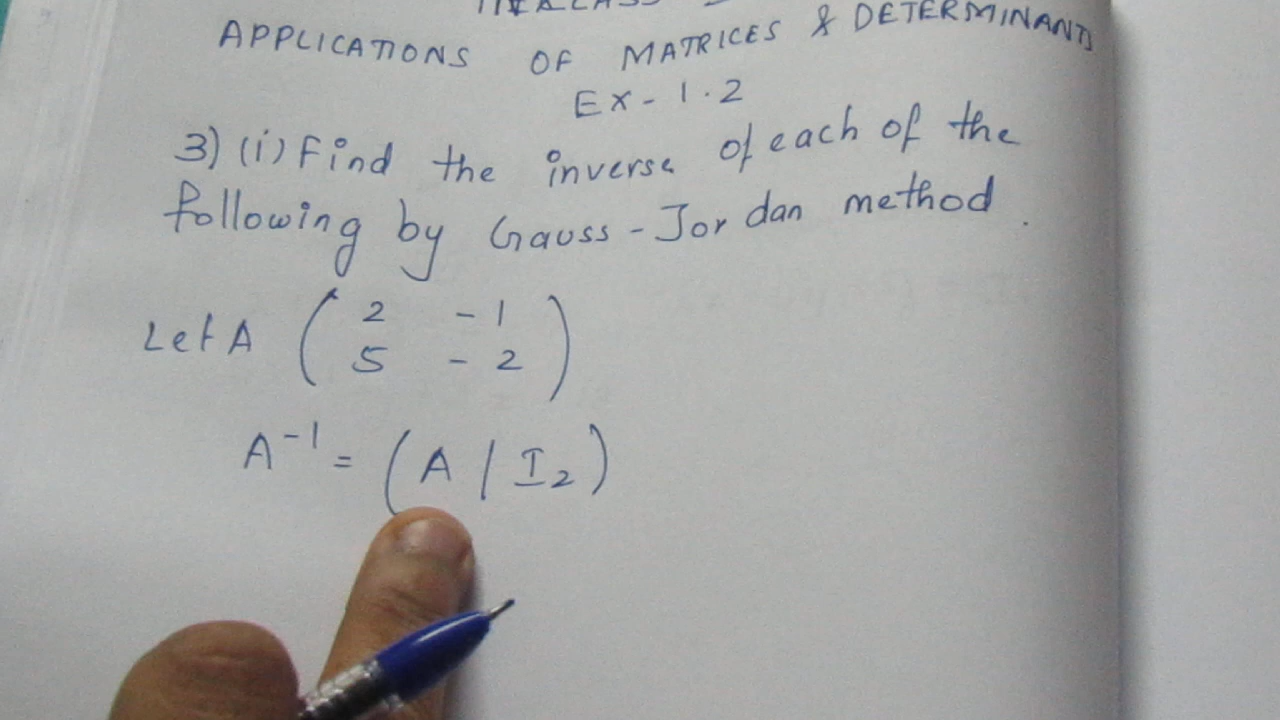 APPLICATIONS OF MATRICES & DETERMINANTS
EX-1.2
3) (i) Find the inverse of each of the
following by Gauss-Jordan method.
Let A ( 2 -1
5 -2 )
A⁻¹ = (A / I₂)